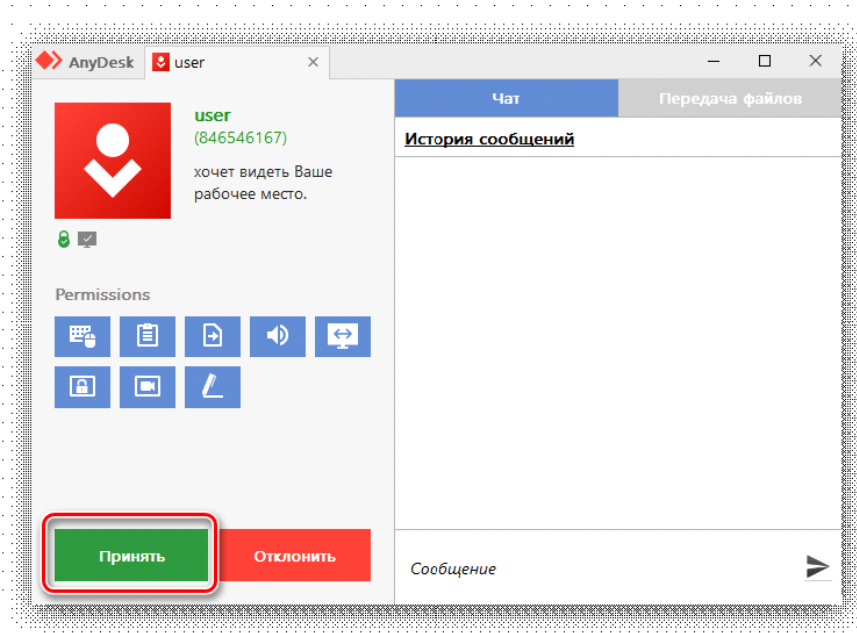 AnyDesk
user
Чат
Передача файлов
user
(846546167)
хочет видеть Ваше
рабочее место.
История сообщений
Permissions
Принять
Отклонить
Сообщение